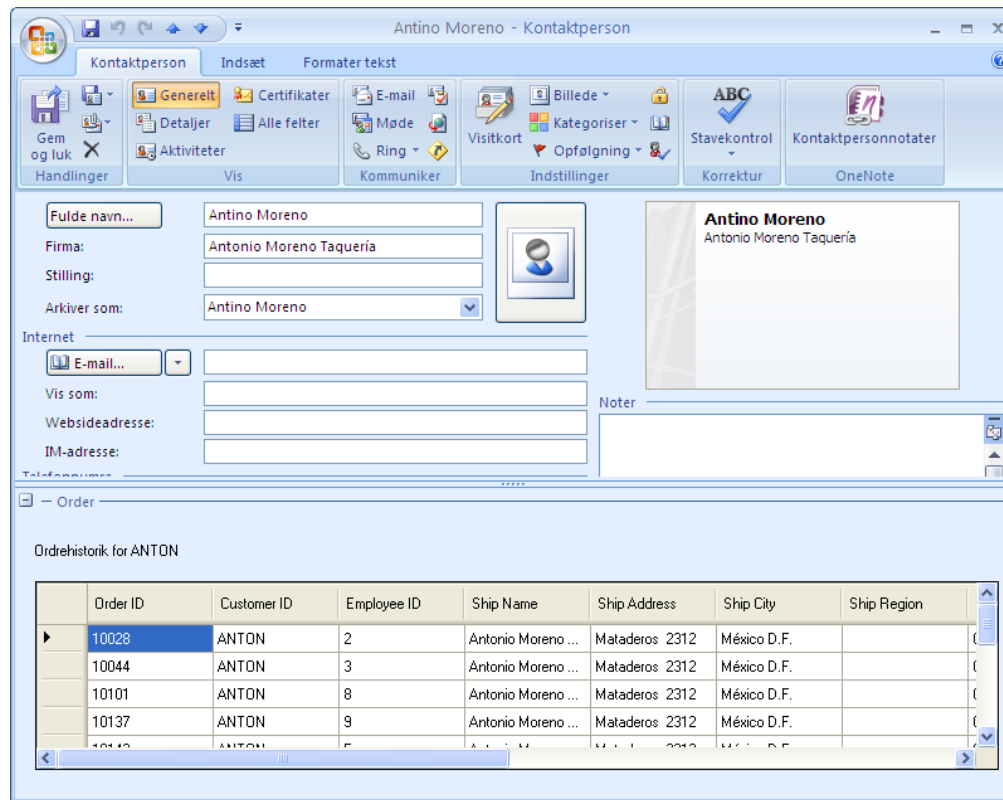 Antino Moreno - Kontaktperson
Kontaktperson Indsæt Formater tekst
Gem og luk
Handlinger
Generelt Certifikater
Detaljer Alle felter
Aktiviteter
Vis
E-mail
Møde
Ring
Kommuniker
Visitkort
Billede
Kategoriser
Opfølgning
Indstillinger
ABC
Stavekontrol
Korrektur
Kontaktpersonnotater
OneNote
Fulde navn... Antino Moreno
Firma: Antonio Moreno Taquería
Stilling:
Arkiver som: Antino Moreno
Antino Moreno
Antonio Moreno Taquería
Internet
E-mail...
Vis som:
Websideadresse:
IM-adresse:
Noter
Telefonnumre
Order
Ordrehistorik for ANTON
Order ID Customer ID Employee ID Ship Name Ship Address Ship City Ship Region
10028 ANTON 2 Antonio Moreno ... Mataderos 2312 México D.F.
10044 ANTON 3 Antonio Moreno ... Mataderos 2312 México D.F.
10101 ANTON 8 Antonio Moreno ... Mataderos 2312 México D.F.
10137 ANTON 9 Antonio Moreno ... Mataderos 2312 México D.F.